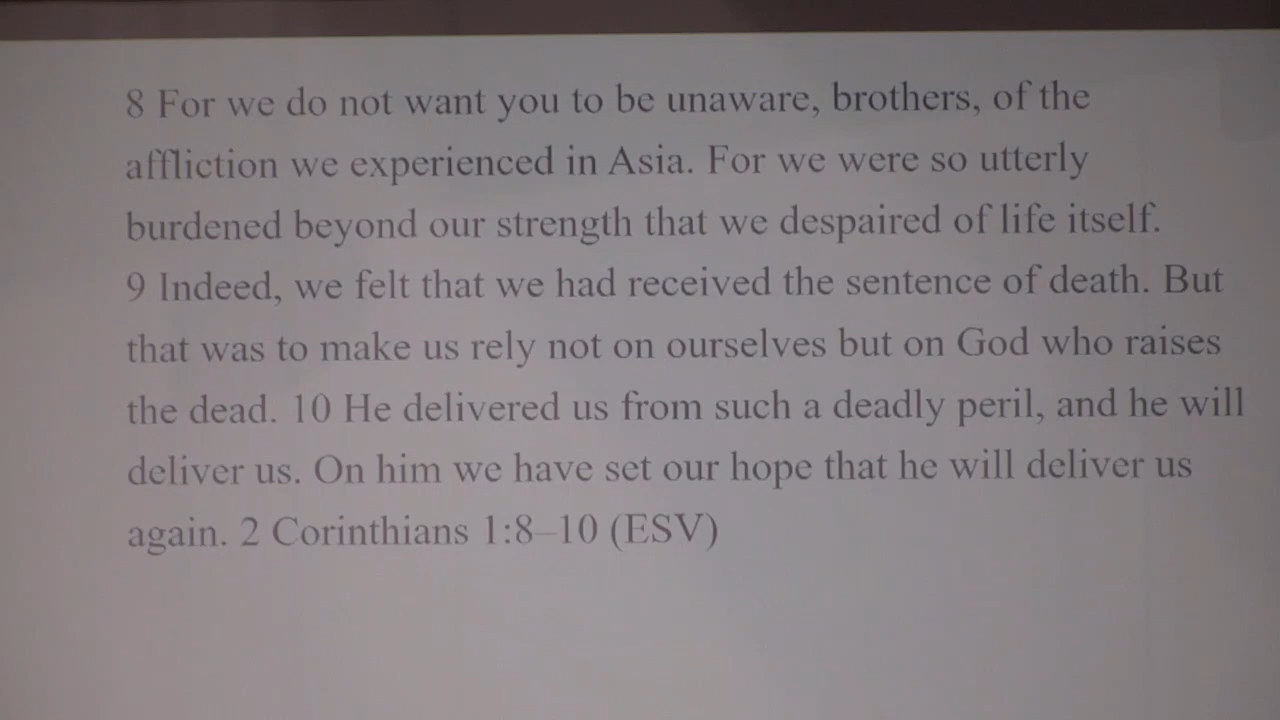 8 For we do not want you to be unaware, brothers, of the
affliction we experienced in Asia. For we were so utterly
burdened beyond our strength that we despaired of life itself.
9 Indeed, we felt that we had received the sentence of death. But
that was to make us rely not on ourselves but on God who raises
the dead. 10 He delivered us from such a deadly peril, and he will
deliver us. On him we have set our hope that he will deliver us
again. 2 Corinthians 1:8–10 (ESV)